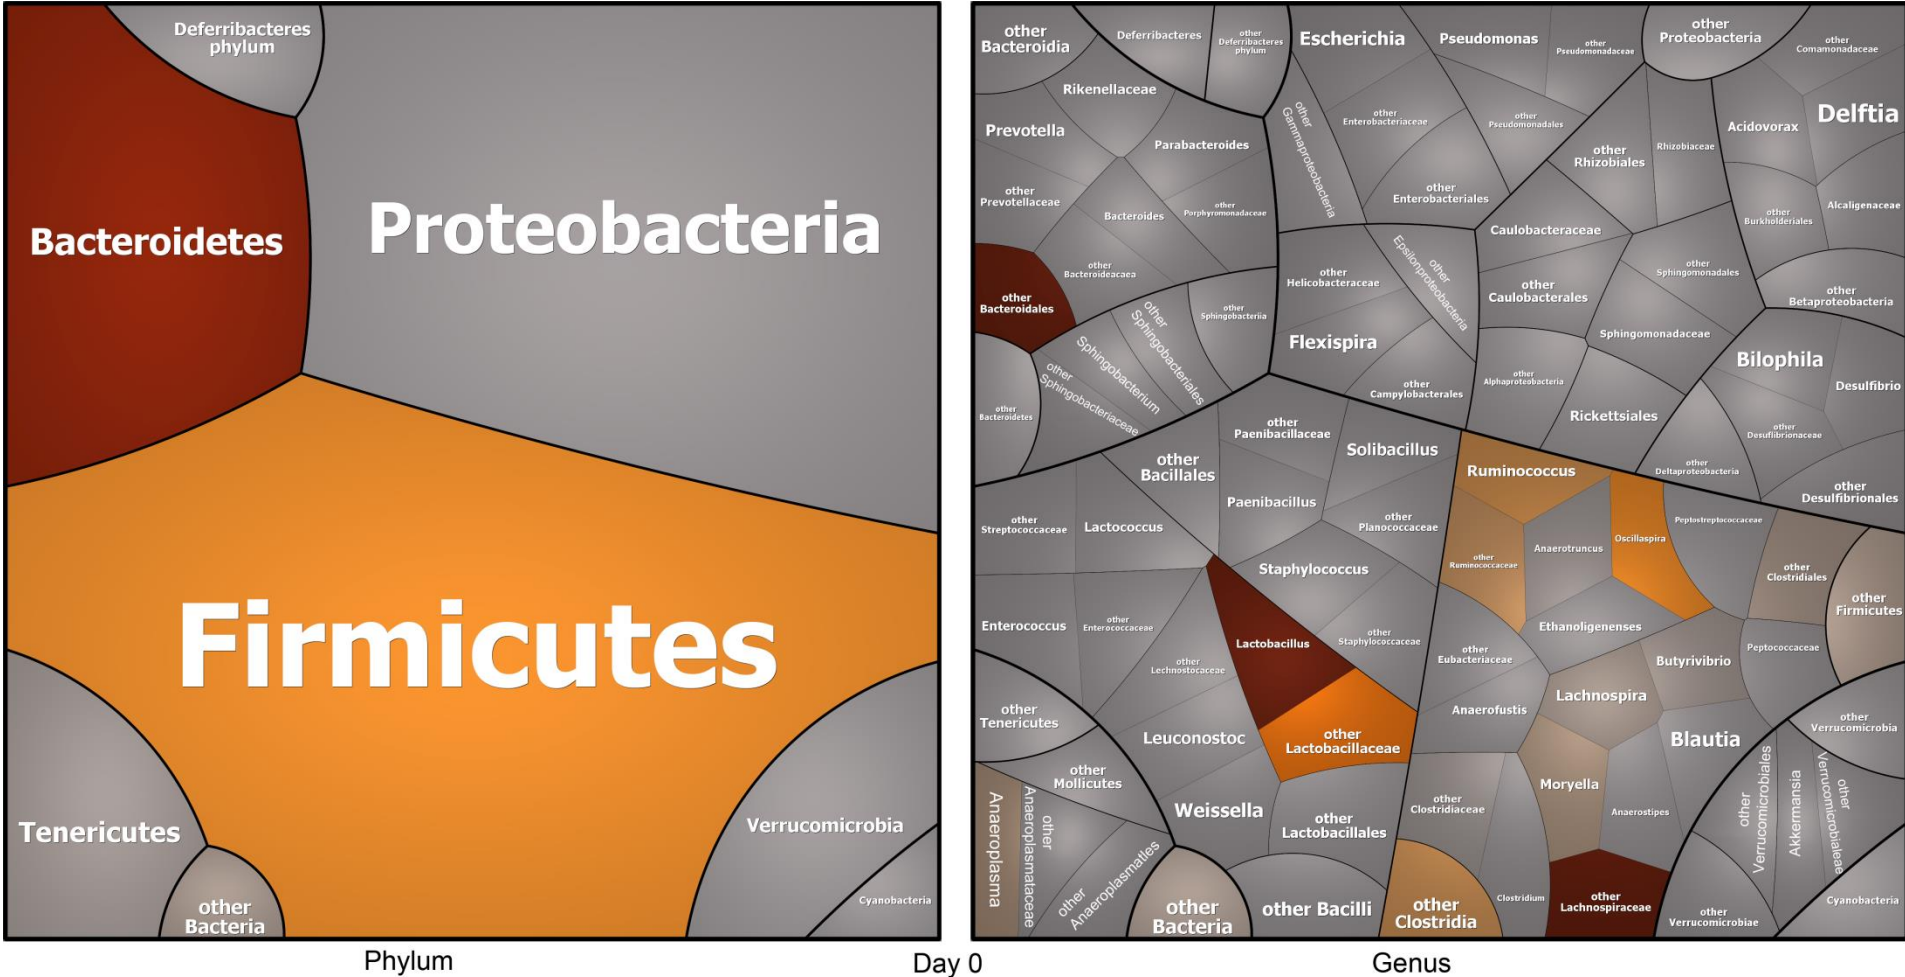 Deferribacteres
phylum
Bacteroidetes
Proteobacteria
Firmicutes
Tenericutes
Verrucomicrobia
Cyanobacteria
other
Bacteria
Phylum
Day 0
other
Bacteroidia
Deferribacteres
other
Deferribacteres
phylum
Escherichia
Pseudomonas
other
Pseudomonadaceae
other
Proteobacteria
other
Comamonadaceae
Rikenellaceae
Prevotella
Parabacteroides
other
Gammaproteobacteria
other
Enterobacteriaceae
other
Pseudomonadales
Acidovorax
Delftia
other
Rhizobiales
Rhizobiaceae
other
Prevotellaceae
Bacteroides
other
Porphyromonadaceae
other
Enterobacteriales
other
Burkholderiales
Alcaligenaceae
Caulobacteraceae
other
Epsilonproteobacteria
other
Bacteroideacaea
other
Helicobacteraceae
other
Sphingomonadales
other
Caulobacterales
other
Betaproteobacteria
other
Bacteroidales
other
Sphingobacteriia
other
Sphingobacteriales
Sphingobacterium
other
Sphingobacteriaceae
Flexispira
Sphingomonadaceae
Bilophila
Desulfibrio
other
Bacteroidetes
other
Campylobacterales
other
Alphaproteobacteria
Rickettsiales
other
Desuflibrionaceae
other
Deltaproteobacteria
other
Desulfibrionales
other
Paenibacillaceae
Solibacillus
other
Bacillales
Ruminococcus
Paenibacillus
other
Planococcaceae
other
Streptococcaceae
Lactococcus
Peptostreptococcaceae
Oscillaspira
Anaerotruncus
other
Ruminococcaceae
Staphylococcus
other
Clostridiales
other
Firmicutes
Enterococcus
other
Enterococcaceae
Lactobacillus
other
Staphylococcaceae
Ethanoligenenses
other
Eubacteriaceae
Butyrivibrio
Peptococcaceae
other
Lechnostocaceae
Lachnospira
Anaerofustis
other
Tenericutes
Leuconostoc
other
Lactobacillaceae
Blautia
other
Verrucomicrobia
other
Mollicutes
Moryella
Weissella
other
Lactobacillales
other
Clostridiaceae
Anaerostipes
other
Verrucomicrobiales
Akermansia
other
Verrucomicrobialeae
Anaeroplasma
other
Anaeroplasmataceae
other
Anaeroplasmatles
other
Bacteria
other Bacilli
other
Clostridia
Clostridium
other
Lachnospiraceae
other
Verrucomicrobiae
Cyanobacteria
Genus